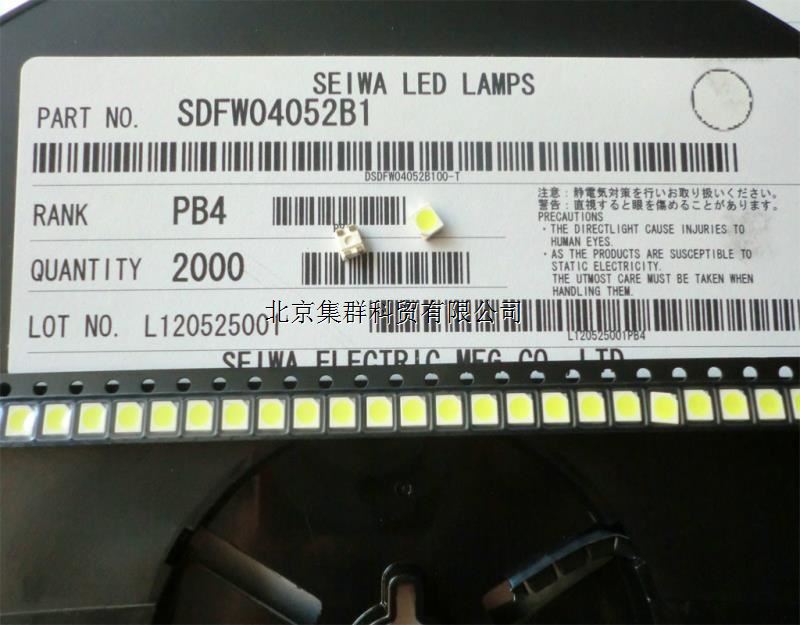 SEIWA LED LAMPS
PART NO. SDFW04052B1
DSDFW04052B100-T
RANK PB4
QUANTITY 2000
注意：静電気対策を行いお取り扱いください。
警告：直視すると眼を傷めることがあります。
PRECAUTIONS
・THE DIRECTLIGHT CAUSE INJURIES TO
HUMAN EYES.
・AS THE PRODUCTS ARE SUSCEPTIBLE TO
STATIC ELECTRICITY.
THE UTMOST CARE MUST BE TAKEN WHEN
HANDLING THEM.
北京集群科贸有限公司
LOT NO. L120525001
L120525001PB4
SEIWA ELECTRIC MFG.CO.,LTD.